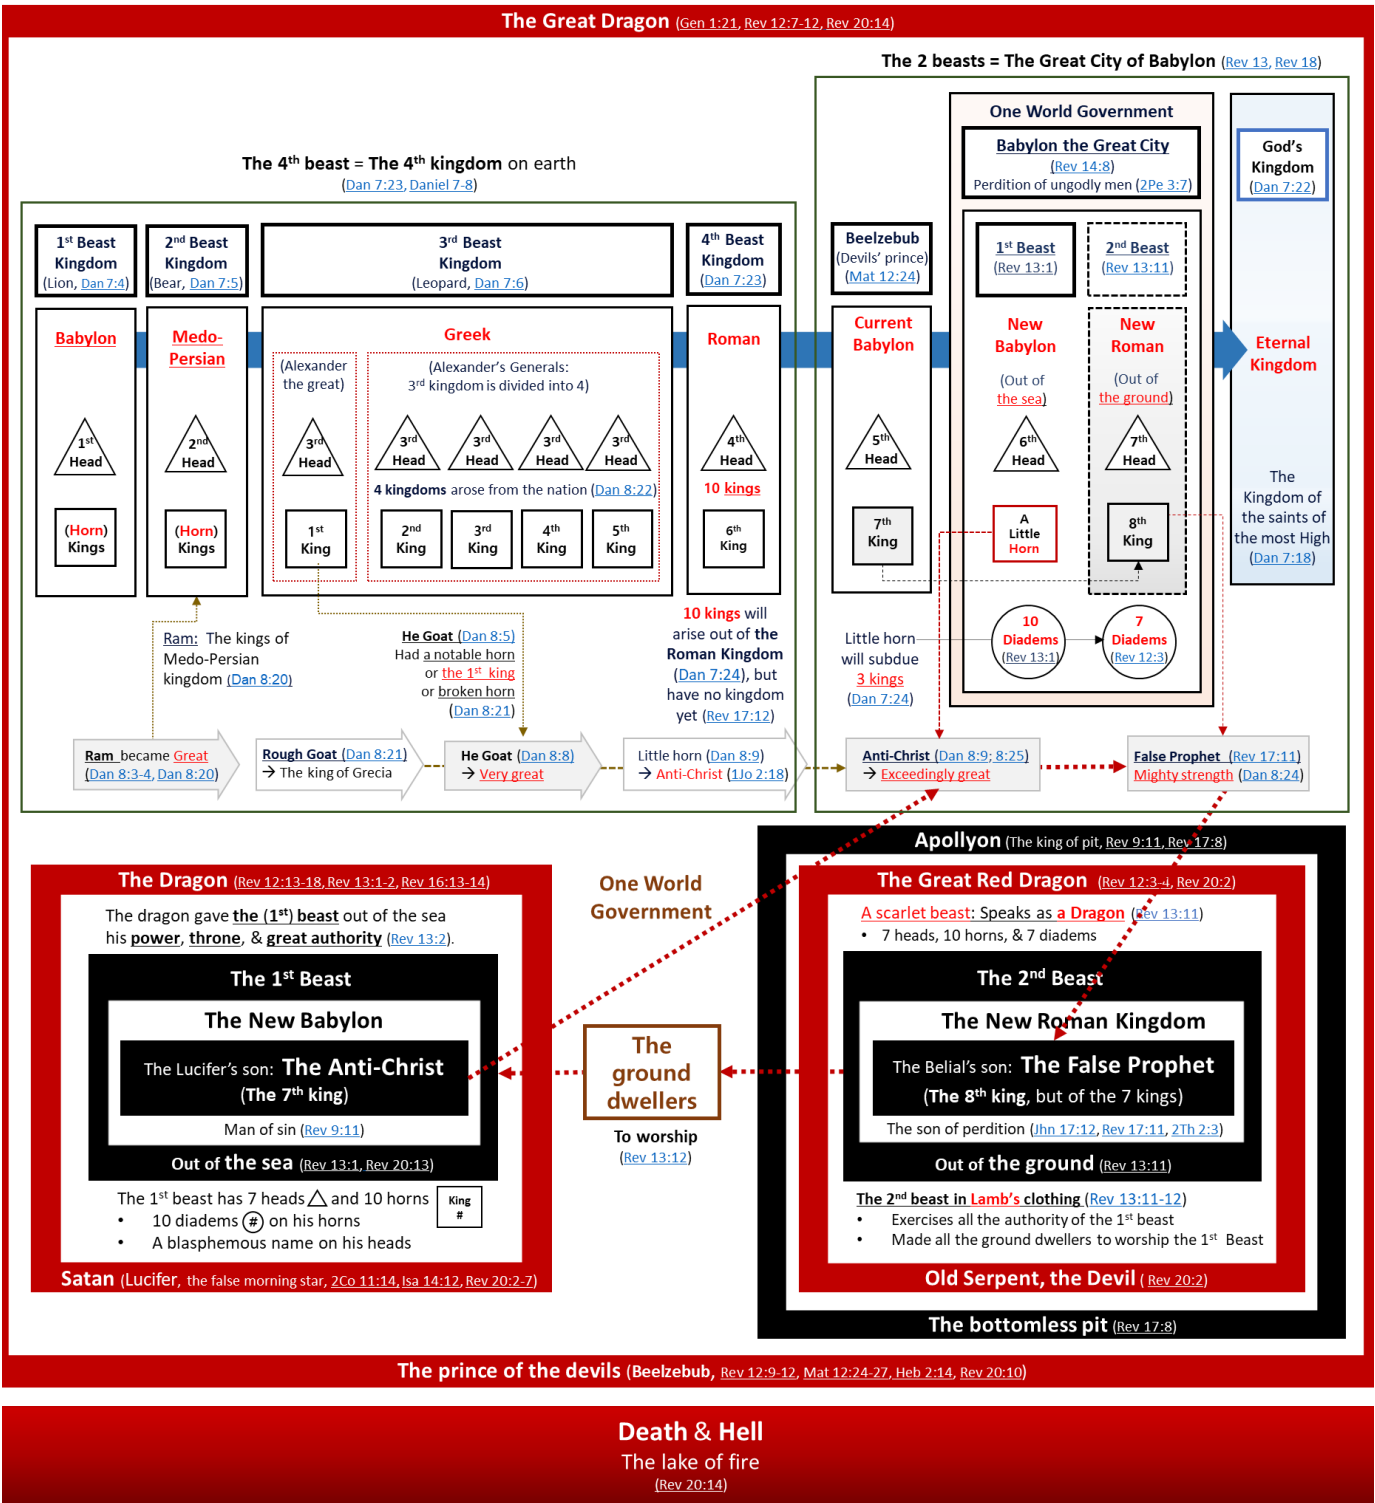 The Great Dragon (Gen 1:21, Rev 12:7-12, Rev 20:14)
The 2 beasts = The Great City of Babylon (Rev 13, Rev 18)
The 4th beast = The 4th kingdom on earth
(Dan 7:23, Daniel 7-8)
One World Government
Babylon the Great City
(Rev 14:8)
Perdition of ungodly men (2Pe 3:7)
God's
Kingdom
(Dan 7:22)
1st Beast
Kingdom
(Lion, Dan 7:4)
2nd Beast
Kingdom
(Bear, Dan 7:5)
3rd Beast
Kingdom
(Leopard, Dan 7:6)
4th Beast
Kingdom
(Dan 7:23)
Beelzebub
(Devils' prince)
(Mat 12:24)
1st Beast
(Rev 13:1)
2nd Beast
(Rev 13:11)
Babylon
Medo-
Persian
Greek
Roman
Current
Babylon
New
Babylon
New
Roman
Eternal
Kingdom
(Alexander
the great)
(Alexander's Generals:
3rd kingdom is divided into 4)
(Out of
the sea)
(Out of
the ground)
1st
Head
2nd
Head
3rd
Head
3rd
Head
3rd
Head
3rd
Head
3rd
Head
4th
Head
5th
Head
6th
Head
7th
Head
4 kingdoms arose from the nation (Dan 8:22)
10 kings
The
Kingdom of
the saints of
the most High
(Dan 7:18)
(Horn)
Kings
(Horn)
Kings
1st
King
2nd
King
3rd
King
4th
King
5th
King
6th
King
7th
King
A
Little
Horn
8th
King
Ram: The kings of
Medo-Persian
kingdom (Dan 8:20)
He Goat (Dan 8:5)
Had a notable horn
or the 1st king
or broken horn
(Dan 8:21)
10 kings will
arise out of the
Roman Kingdom
(Dan 7:24), but
have no kingdom
yet (Rev 17:12)
Little horn
will subdue
3 kings
(Dan 7:24)
10
Diadems
(Rev 13:1)
7
Diadems
(Rev 12:3)
Ram became Great
(Dan 8:3-4, Dan 8:20)
Rough Goat (Dan 8:21)
→ The king of Grecia
He Goat (Dan 8:8)
→ Very great
Little horn (Dan 8:9)
→ Anti-Christ (1Jo 2:18)
Anti-Christ (Dan 8:9; 8:25)
→ Exceedingly great
False Prophet (Rev 17:11)
Mighty strength (Dan 8:24)
The Dragon (Rev 12:13-18, Rev 13:1-2, Rev 16:13-14)
The dragon gave the (1st) beast out of the sea
his power, throne, & great authority (Rev 13:2).
The 1st Beast
The New Babylon
The Lucifer's son: The Anti-Christ
(The 7th king)
Man of sin (Rev 9:11)
Out of the sea (Rev 13:1, Rev 20:13)
The 1st beast has 7 heads and 10 horns
King
#
• 10 diadems # on his horns
• A blasphemous name on his heads
Satan (Lucifer, the false morning star, 2Co 11:14, Isa 14:12, Rev 20:2-7)
One World
Government
The
ground
dwellers
To worship
(Rev 13:12)
Apollyon (The king of pit, Rev 9:11, Rev 17:8)
The Great Red Dragon (Rev 12:3-4, Rev 20:2)
A scarlet beast: Speaks as a Dragon (Rev 13:11)
• 7 heads, 10 horns, & 7 diadems
The 2nd Beast
The New Roman Kingdom
The Belial's son: The False Prophet
(The 8th king, but of the 7 kings)
The son of perdition (Jhn 17:12, Rev 17:11, 2Th 2:3)
Out of the ground (Rev 13:11)
The 2nd beast in Lamb's clothing (Rev 13:11-12)
• Exercises all the authority of the 1st beast
• Made all the ground dwellers to worship the 1st Beast
Old Serpent, the Devil ( Rev 20:2)
The bottomless pit (Rev 17:8)
The prince of the devils (Beelzebub, Rev 12:9-12, Mat 12:24-27, Heb 2:14, Rev 20:10)
Death & Hell
The lake of fire
(Rev 20:14)